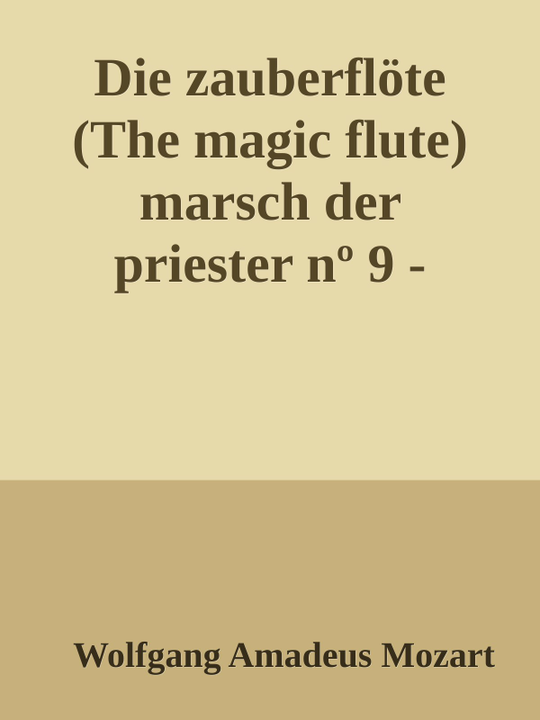 Die zauberflöte
(The magic flute)
marsch der
priester nº 9 -
Wolfgang Amadeus Mozart